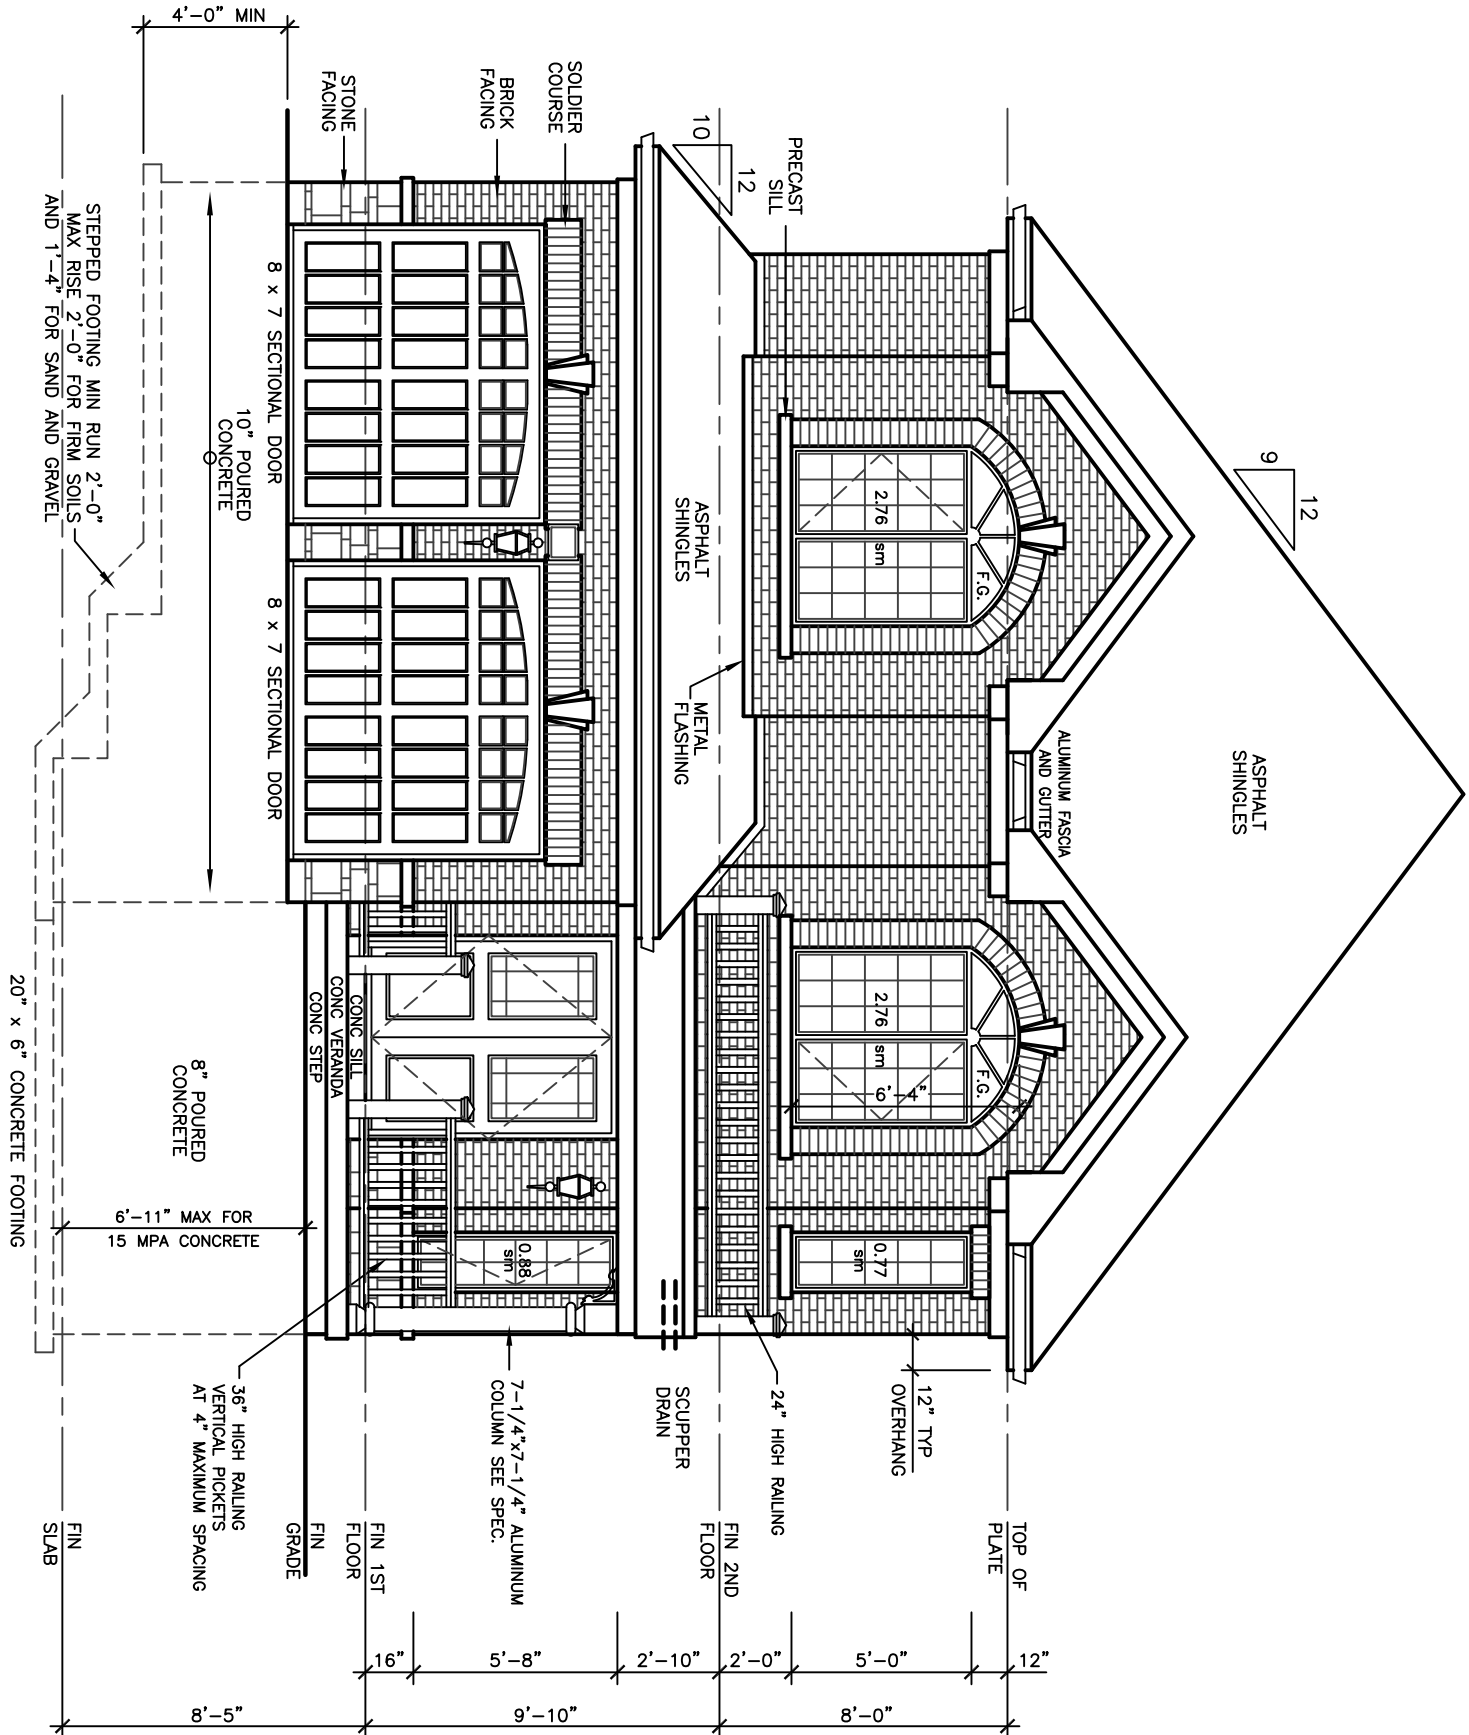 9
12
ASPHALT
SHINGLES
ALUMINUM FASCIA
AND GUTTER
10
12
PRECAST
SILL
SOLDIER
COURSE
BRICK
FACING
STONE
FACING
4'-0" MIN
F.G.
2.76
sm
F.G.
2.76
sm
6'-4"
0.77
sm
ASPHALT
SHINGLES
METAL
FLASHING
12" TYP
OVERHANG
24" HIGH RAILING
SCUPPER
DRAIN
7-1/4"x7-1/4" ALUMINUM
COLUMN SEE SPEC.
36" HIGH RAILING
VERTICAL PICKETS
AT 4" MAXIMUM SPACING
0.88
sm
8 x 7 SECTIONAL DOOR
8 x 7 SECTIONAL DOOR
CONC SILL
CONC VERANDA
CONC STEP
10" POURED
CONCRETE
8" POURED
CONCRETE
6'-11" MAX FOR
15 MPA CONCRETE
STEPPED FOOTING MIN RUN 2'-0"
MAX RISE 2'-0" FOR FIRM SOILS
AND 1'-4" FOR SAND AND GRAVEL
20" x 6" CONCRETE FOOTING
TOP OF
PLATE
FIN 2ND
FLOOR
FIN 1ST
FLOOR
FIN
GRADE
FIN
SLAB
12"
5'-0"
2'-0"
2'-10"
5'-8"
16"
8'-0"
9'-10"
8'-5"